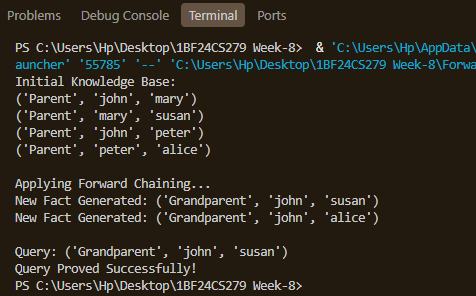 Problems Debug Console Terminal Ports
PS C:\Users\Hp\Desktop\1BF24CS279 Week-8> & 'C:\Users\Hp\AppData\
auncher' '55785' '--' 'C:\Users\Hp\Desktop\1BF24CS279 Week-8\Forwa
Initial Knowledge Base:
('Parent', 'john', 'mary')
('Parent', 'mary', 'susan')
('Parent', 'john', 'peter')
('Parent', 'peter', 'alice')
Applying Forward Chaining...
New Fact Generated: ('Grandparent', 'john', 'susan')
New Fact Generated: ('Grandparent', 'john', 'alice')
Query: ('Grandparent', 'john', 'susan')
Query Proved Successfully!
PS C:\Users\Hp\Desktop\1BF24CS279 Week-8>